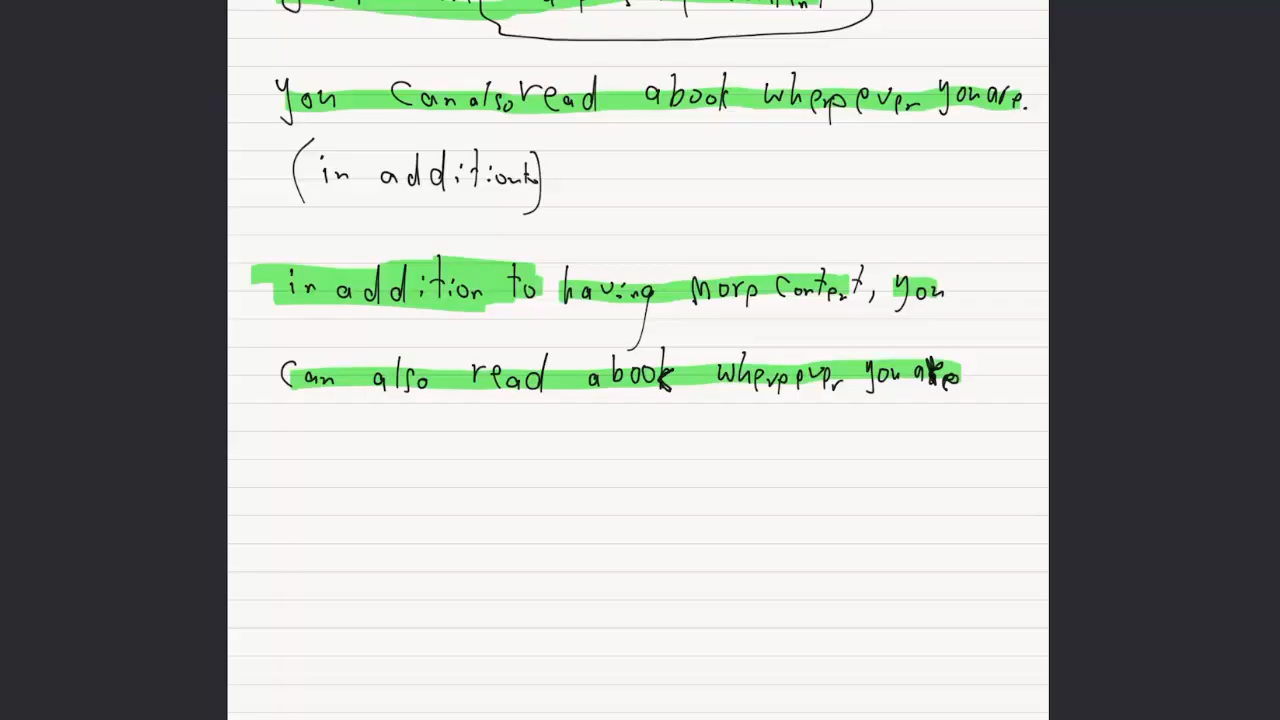 you can also read a book wherever you are.
(in addition to)
in addition to having more content, you
can also read a book wherever you are